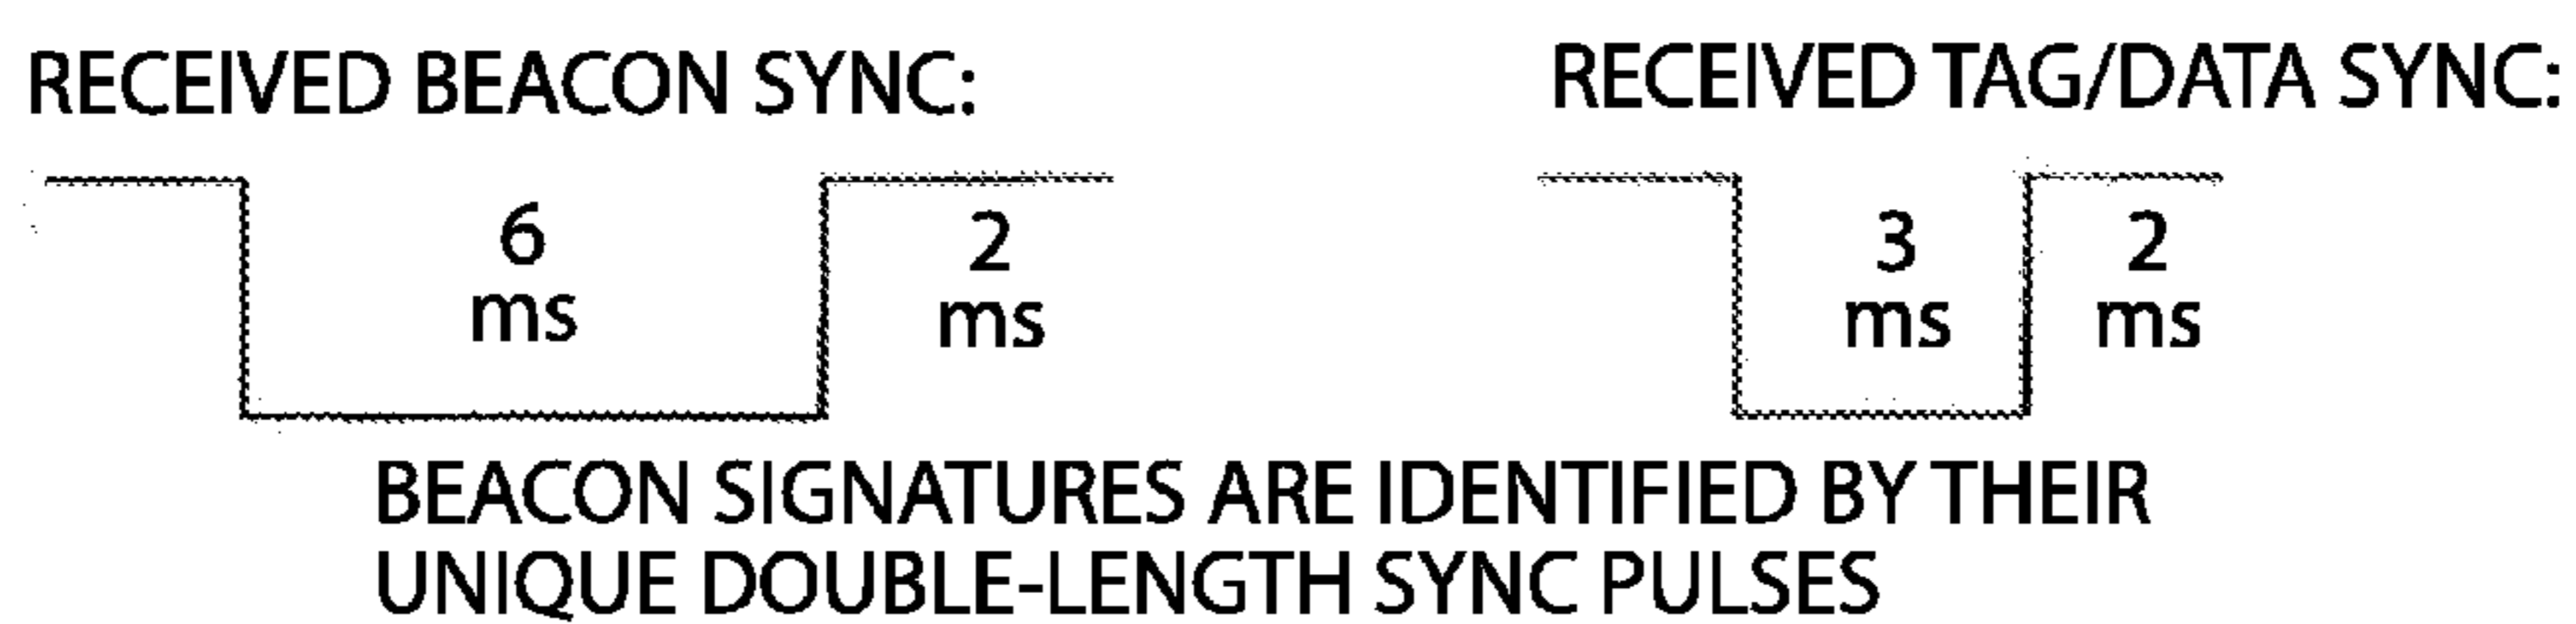 RECEIVED BEACON SYNC:
6
ms
2
ms
RECEIVED TAG/DATA SYNC:
3
ms
2
ms
BEACON SIGNATURES ARE IDENTIFIED BY THEIR
UNIQUE DOUBLE-LENGTH SYNC PULSES